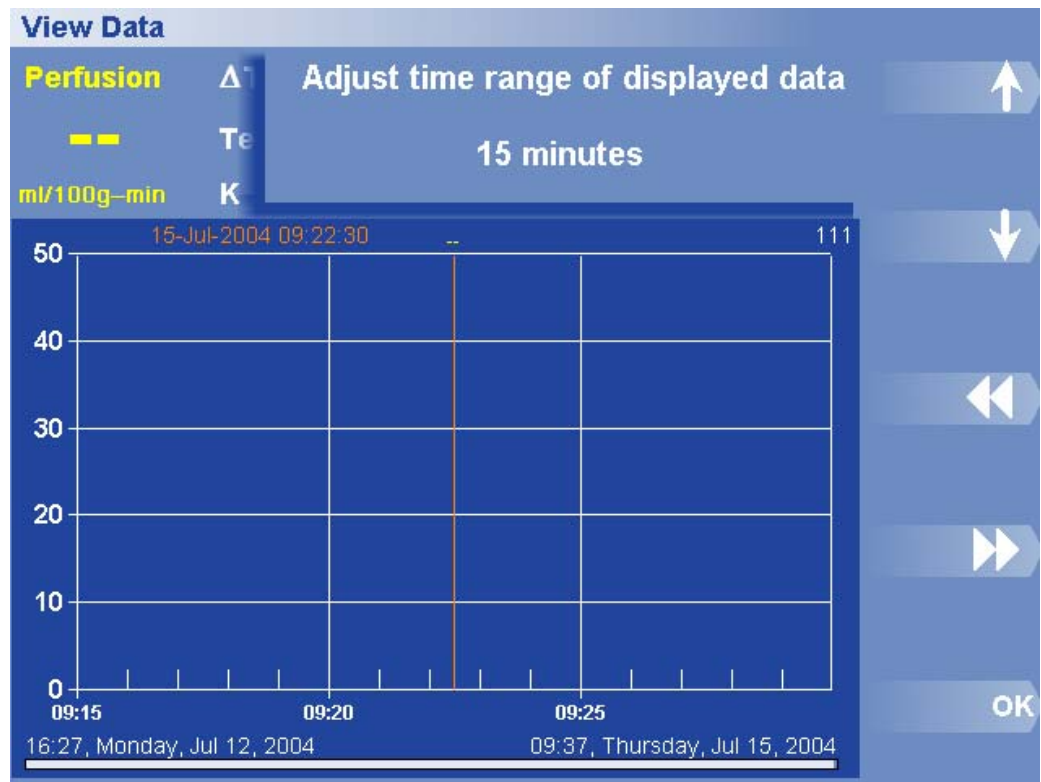 View Data
Perfusion
Δ
Adjust time range of displayed data
--
Te
15 minutes
ml/100g–min
K
15-Jul-2004 09:22:30
--
111
50
40
30
20
10
0
09:15 09:20 09:25
16:27, Monday, Jul 12, 2004 09:37, Thursday, Jul 15, 2004
OK